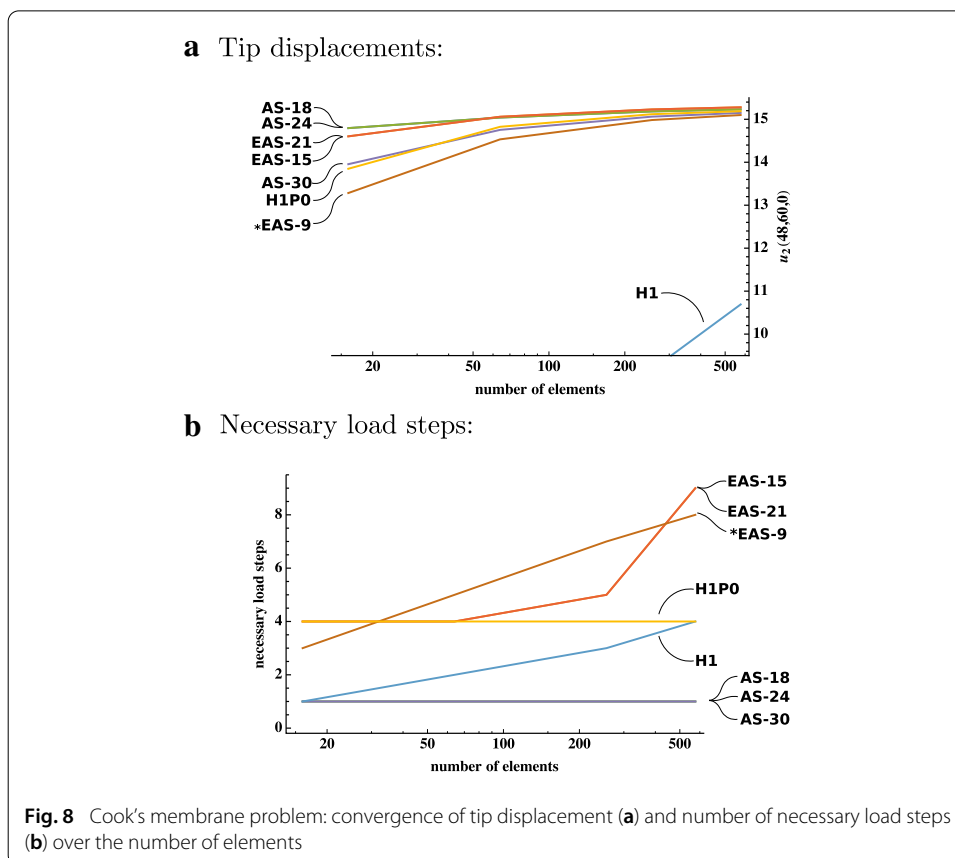 a Tip displacements:
AS-18
AS-24
EAS-21
EAS-15
AS-30
H1P0
*EAS-9
H1
15
14
13
12
11
10
u₂(48,60,0)
20 50 100 200 500
number of elements
b Necessary load steps:
8
6
4
2
0
necessary load steps
EAS-15
EAS-21
*EAS-9
H1P0
H1
AS-18
AS-24
AS-30
20 50 100 200 500
number of elements
Fig. 8 Cook's membrane problem: convergence of tip displacement (a) and number of necessary load steps
(b) over the number of elements